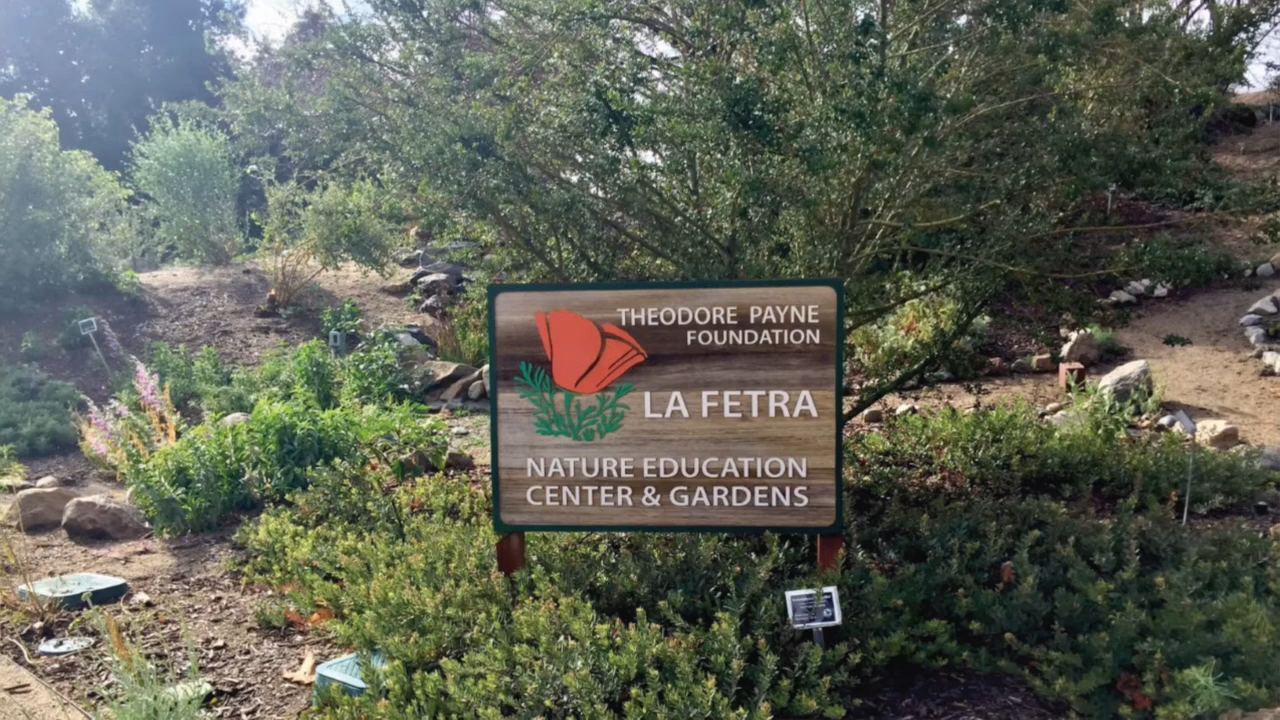 THEODORE PAYNE
FOUNDATION
LA FETRA
NATURE EDUCATION
CENTER & GARDENS